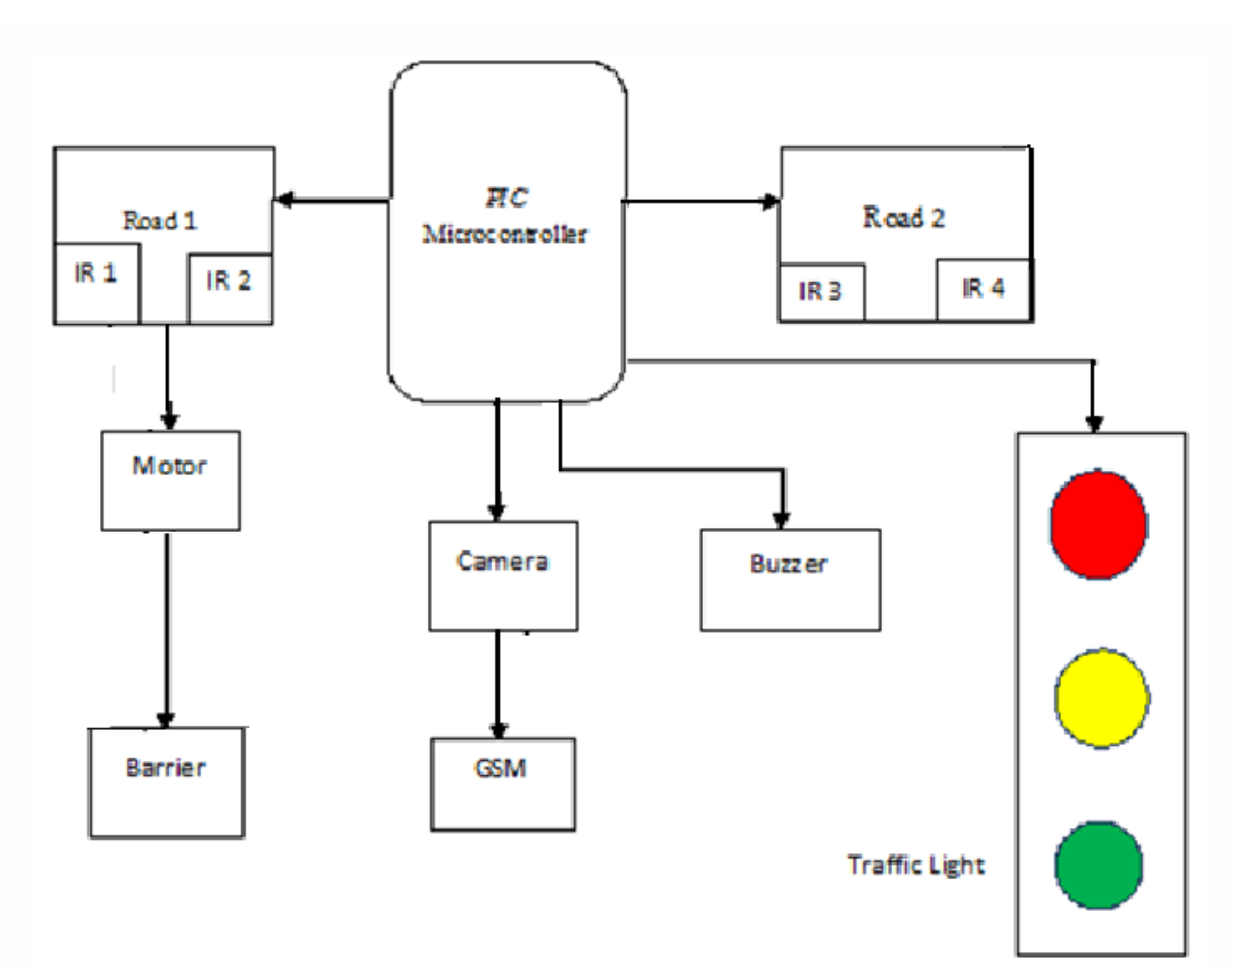 PIC
Microcontroller
Road 1
IR 1
IR 2
Road 2
IR 3
IR 4
Motor
Camera
Buzzer
Barrier
GSM
Traffic Light